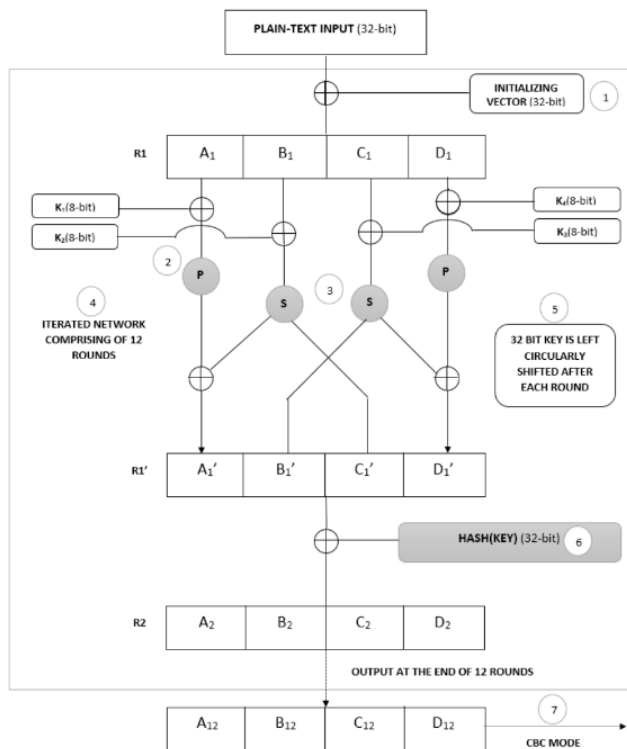 PLAIN-TEXT INPUT (32-bit)
INITIALIZING
VECTOR (32-bit)
1
R1
A₁ B₁ C₁ D₁
K₁(8-bit)
K₄(8-bit)
K₂(8-bit)
K₃(8-bit)
2
P
P
3
S
S
4
ITERATED NETWORK
COMPRISING OF 12
ROUNDS
5
32 BIT KEY IS LEFT
CIRCULARLY
SHIFTED AFTER
EACH ROUND
R1’
A₁’ B₁’ C₁’ D₁’
HASH(KEY) (32-bit)
6
R2
A₂ B₂ C₂ D₂
OUTPUT AT THE END OF 12 ROUNDS
A₁₂ B₁₂ C₁₂ D₁₂
7
CBC MODE